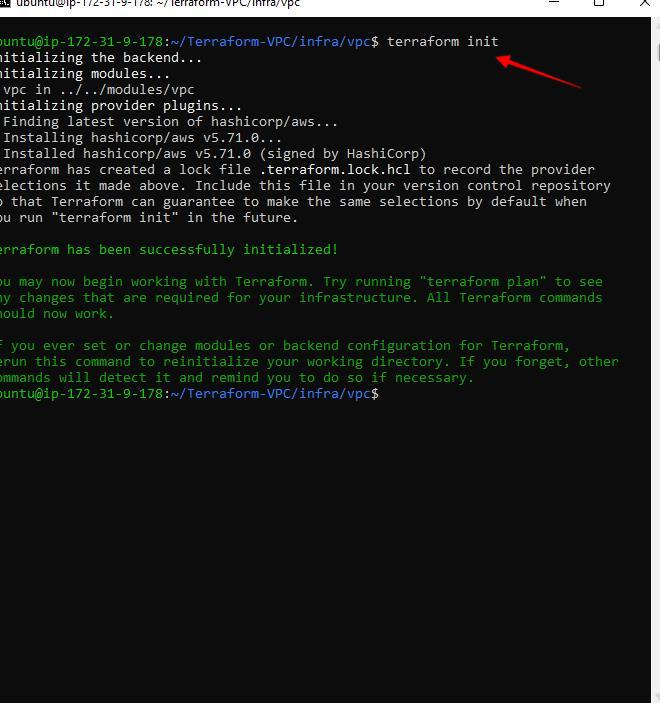 ubuntu@ip-172-31-9-178: ~/Terraform-VPC/infra/vpc
buntu@ip-172-31-9-178:~/Terraform-VPC/infra/vpc$ terraform init
nitializing the backend...
nitializing modules...
vpc in ../../modules/vpc
nitializing provider plugins...
Finding latest version of hashicorp/aws...
Installing hashicorp/aws v5.71.0...
Installed hashicorp/aws v5.71.0 (signed by HashiCorp)
erraform has created a lock file .terraform.lock.hcl to record the provider
elections it made above. Include this file in your version control repository
o that Terraform can guarantee to make the same selections by default when
ou run "terraform init" in the future.
erraform has been successfully initialized!
ou may now begin working with Terraform. Try running "terraform plan" to see
ny changes that are required for your infrastructure. All Terraform commands
hould now work.
f you ever set or change modules or backend configuration for Terraform,
erun this command to reinitialize your working directory. If you forget, other
ommands will detect it and remind you to do so if necessary.
buntu@ip-172-31-9-178:~/Terraform-VPC/infra/vpc$